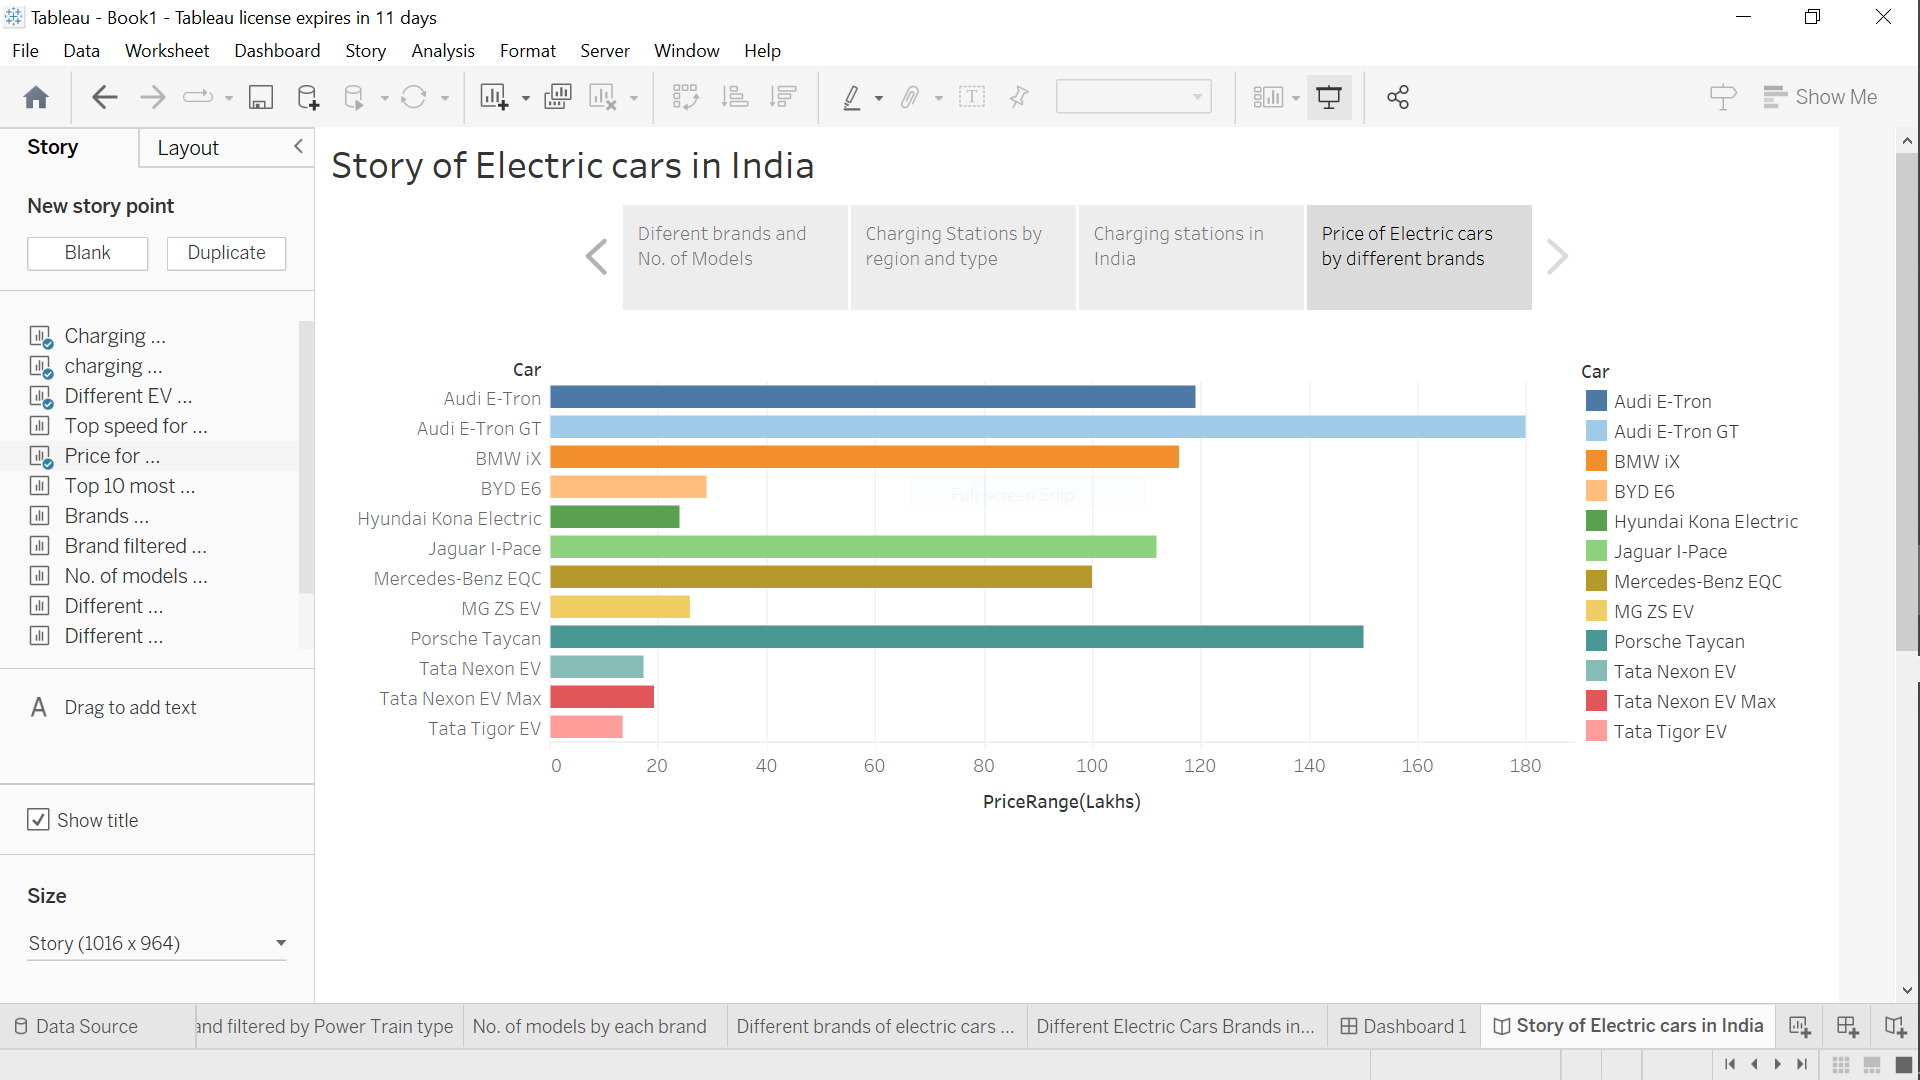 Tableau - Book1 - Tableau license expires in 11 days
File Data Worksheet Dashboard Story Analysis Format Server Window Help
Show Me
Story
Layout
New story point
Blank
Duplicate
Charging ...
charging ...
Different EV ...
Top speed for ...
Price for ...
Top 10 most ...
Brands ...
Brand filtered ...
No. of models ...
Different ...
Different ...
A Drag to add text
Show title
Size
Story (1016 x 964)
Story of Electric cars in India
Diferent brands and
No. of Models
Charging Stations by
region and type
Charging stations in
India
Price of Electric cars
by different brands
Car
Audi E-Tron
Audi E-Tron GT
BMW iX
BYD E6
Hyundai Kona Electric
Jaguar I-Pace
Mercedes-Benz EQC
MG ZS EV
Porsche Taycan
Tata Nexon EV
Tata Nexon EV Max
Tata Tigor EV
Full-screen Snip
0 20 40 60 80 100 120 140 160 180
PriceRange(Lakhs)
Car
Audi E-Tron
Audi E-Tron GT
BMW iX
BYD E6
Hyundai Kona Electric
Jaguar I-Pace
Mercedes-Benz EQC
MG ZS EV
Porsche Taycan
Tata Nexon EV
Tata Nexon EV Max
Tata Tigor EV
Data Source
and filtered by Power Train type
No. of models by each brand
Different brands of electric cars ...
Different Electric Cars Brands in...
Dashboard 1
Story of Electric cars in India